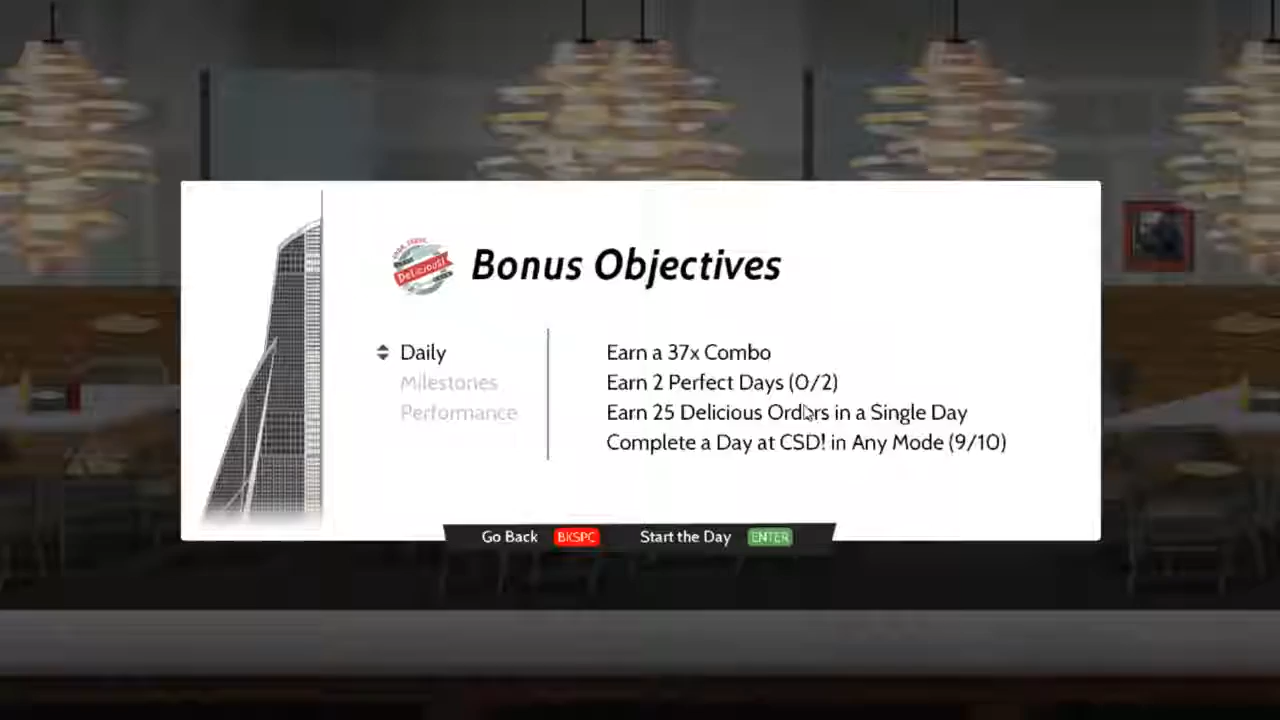 DELICIOUS!
Bonus Objectives
Daily
Milestones
Performance
Earn a 37x Combo
Earn 2 Perfect Days (0/2)
Earn 25 Delicious Orders in a Single Day
Complete a Day at CSD! in Any Mode (9/10)
Go Back BKSPC Start the Day ENTER